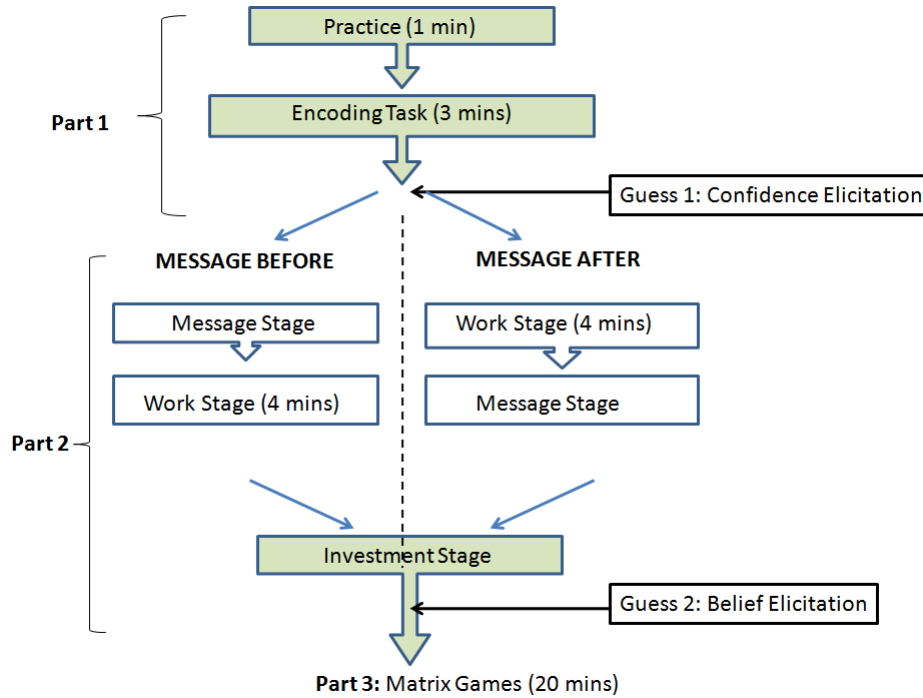 Practice (1 min)
Encoding Task (3 mins)
Part 1
Guess 1: Confidence Elicitation
MESSAGE BEFORE
MESSAGE AFTER
Message Stage
Work Stage (4 mins)
Work Stage (4 mins)
Message Stage
Part 2
Investment Stage
Guess 2: Belief Elicitation
Part 3: Matrix Games (20 mins)